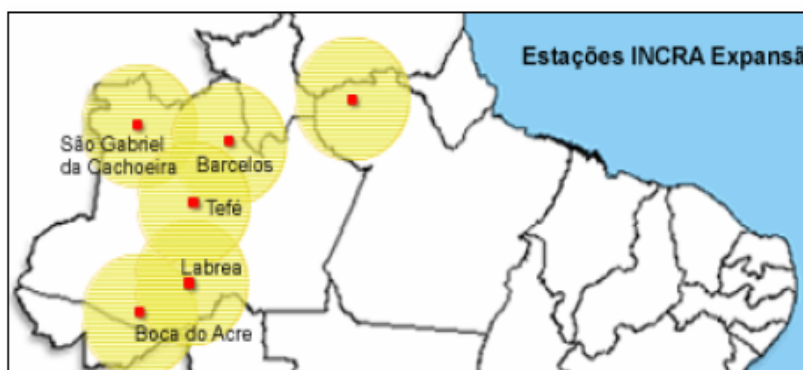 Estações INCRA Expansã
São Gabriel
da Cachoeira
Barcelos
Tefé
Labrea
Boca do Acre